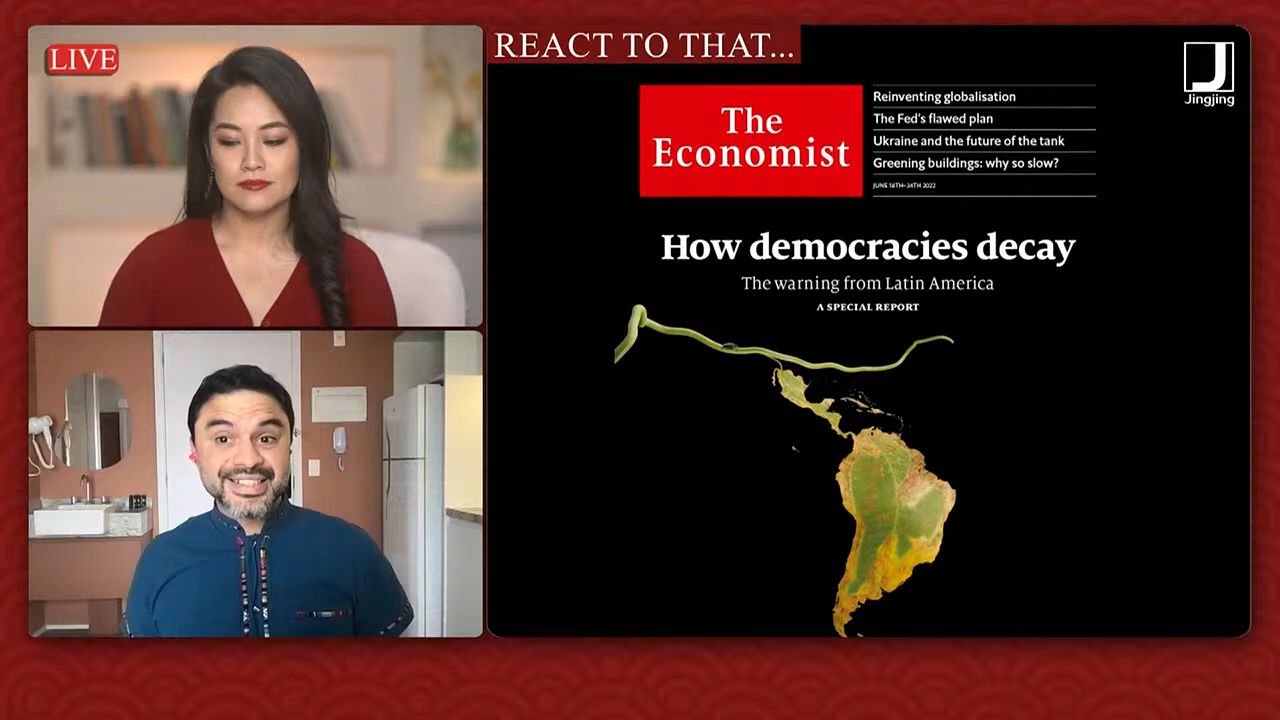 LIVE
REACT TO THAT...
Jingjing
The
Economist
Reinventing globalisation
The Fed's flawed plan
Ukraine and the future of the tank
Greening buildings: why so slow?
JUNE 18TH–24TH 2022
How democracies decay
The warning from Latin America
A SPECIAL REPORT